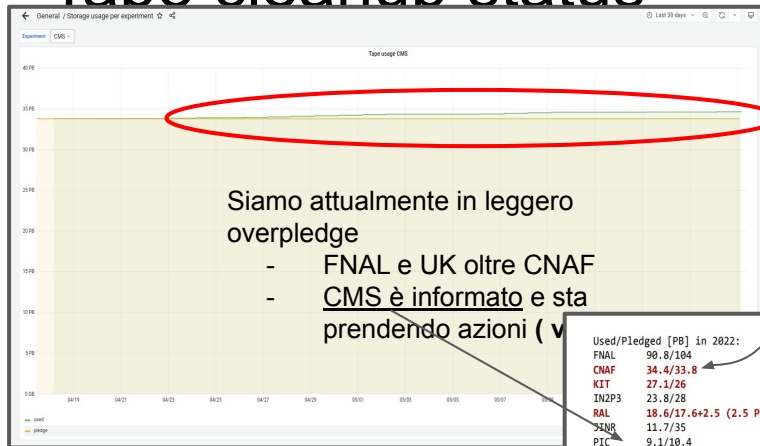 Tape cleanup status
General / Storage usage per experiment
Last 30 days
Experiment CMS
Tape usage CMS
40 PB
35 PB
30 PB
25 PB
20 PB
15 PB
10 PB
5 PB
0 GB
04/19 04/21 04/23 04/25 04/27 04/29 05/01 05/03 05/05 05/07
used
pledge
Siamo attualmente in leggero
overpledge
- FNAL e UK oltre CNAF
- CMS è informato e sta
prendendo azioni ( v
Used/Pledged [PB] in 2022:
FNAL 90.8/104
CNAF 34.4/33.8
KIT 27.1/26
IN2P3 23.8/28
RAL 18.6/17.6+2.5 (2.5 P
JINR 11.7/35
PIC 9.1/10.4